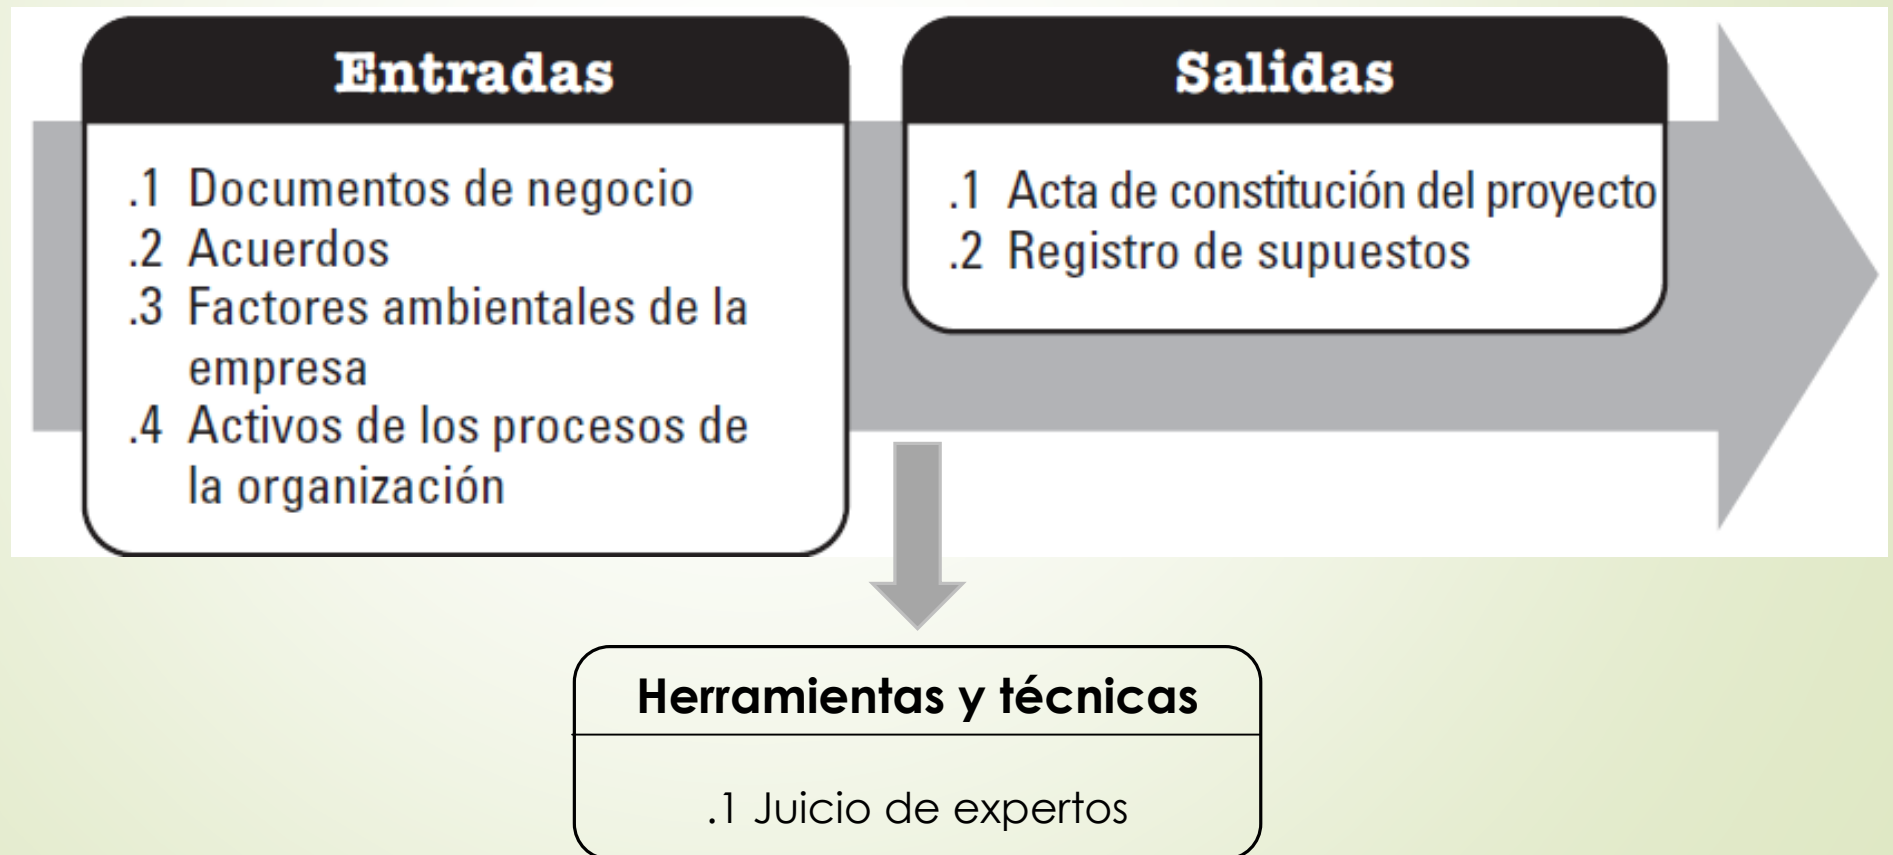 Entradas
.1 Documentos de negocio
.2 Acuerdos
.3 Factores ambientales de la
empresa
.4 Activos de los procesos de
la organización
Salidas
.1 Acta de constitución del proyecto
.2 Registro de supuestos
Herramientas y técnicas
.1 Juicio de expertos